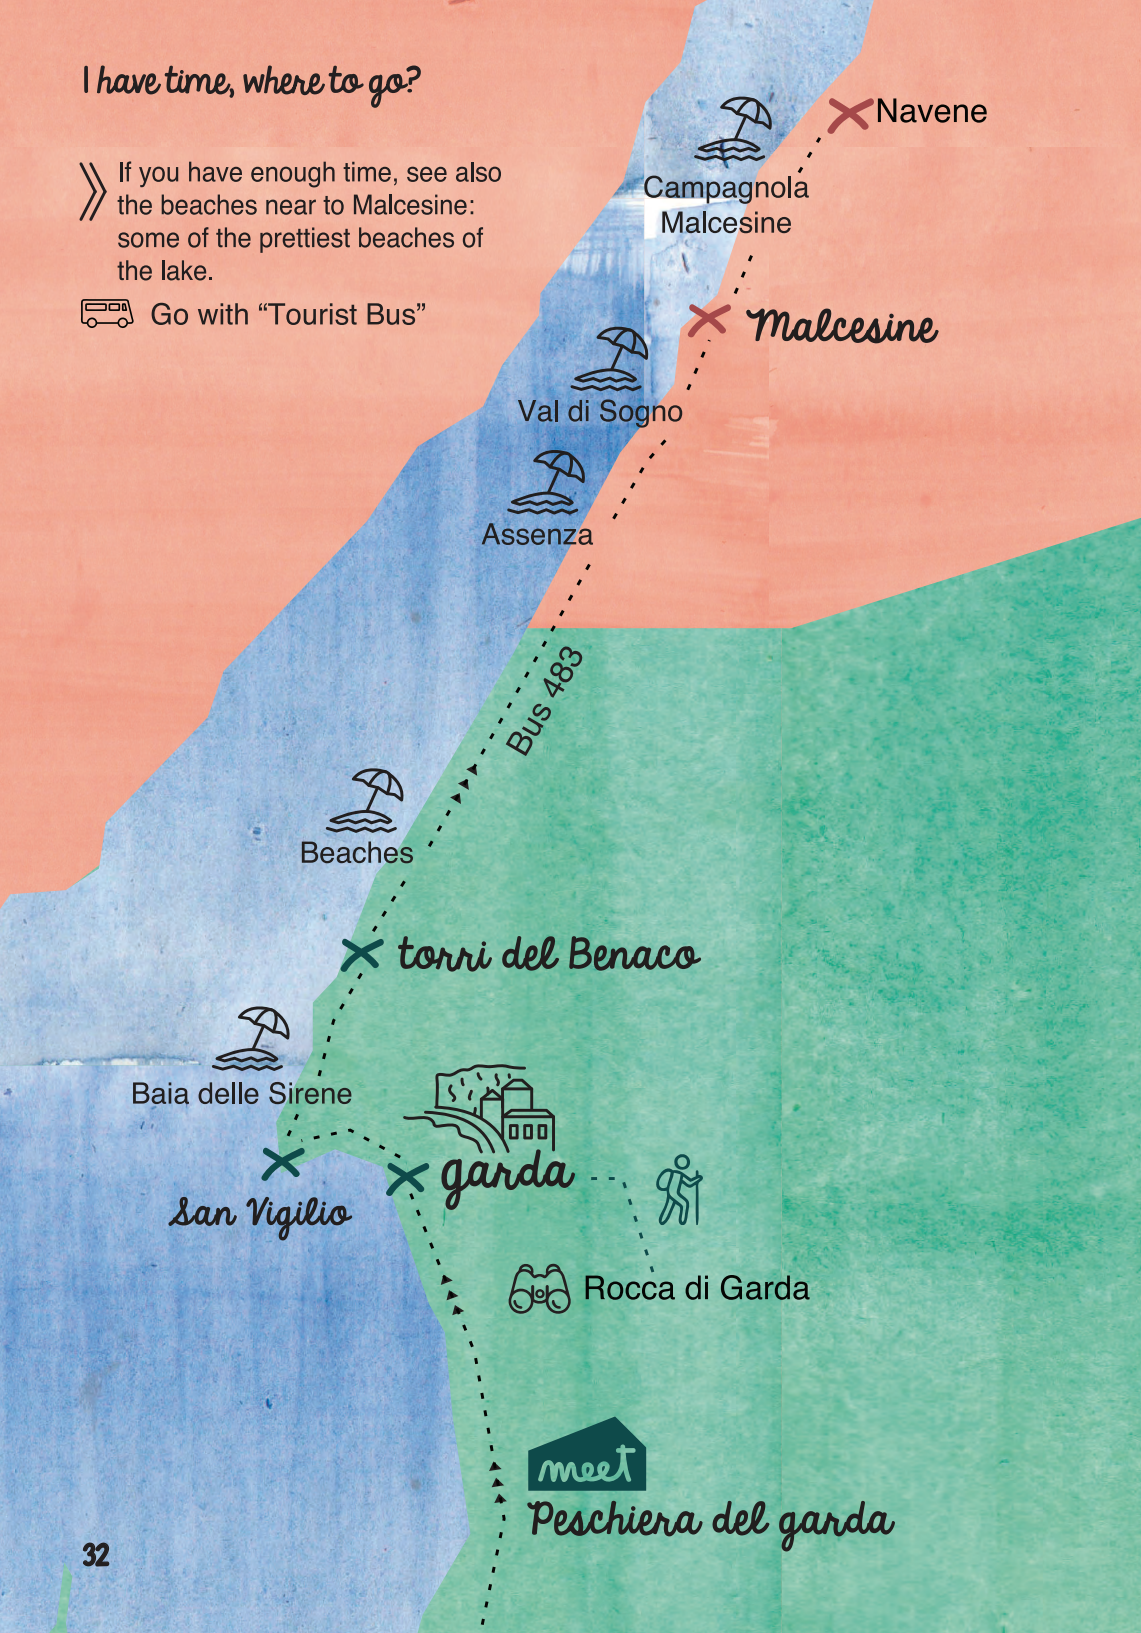 I have time, where to go?
If you have enough time, see also
the beaches near to Malcesine:
some of the prettiest beaches of
the lake.
Go with “Tourist Bus”
Navene
Campagnola
Malcesine
Malcesine
Val di Sogno
Assenza
Bus 483
Beaches
torri del Benaco
Baia delle Sirene
garda
San Vigilio
Rocca di Garda
meet
Peschiera del garda
32